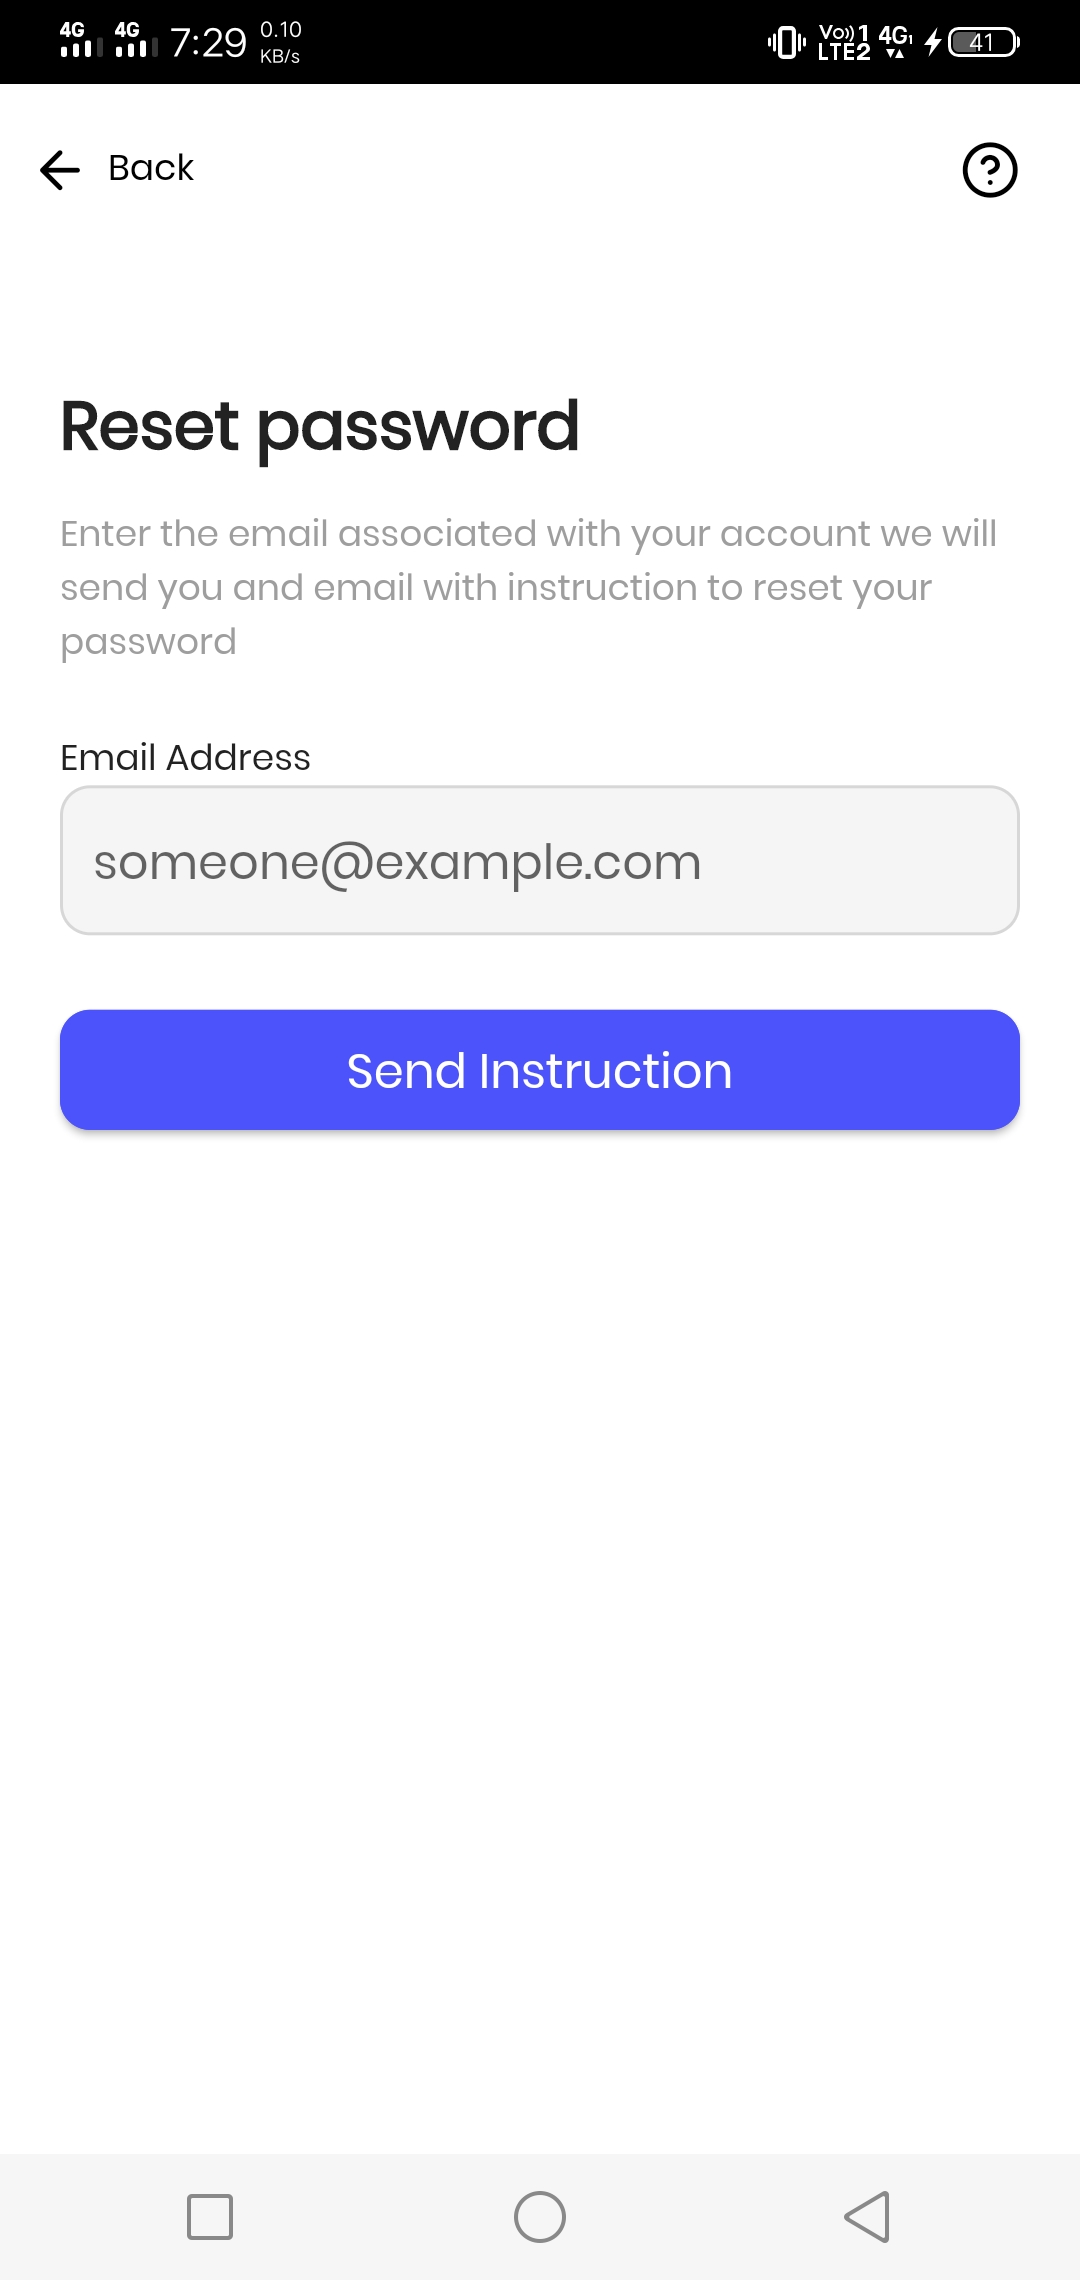 4G 4G 7:29 0.10 KB/s Vo)) 1 LTE2 4G1 41
Back
Reset password
Enter the email associated with your account we will
send you and email with instruction to reset your
password
Email Address
someone@example.com
Send Instruction